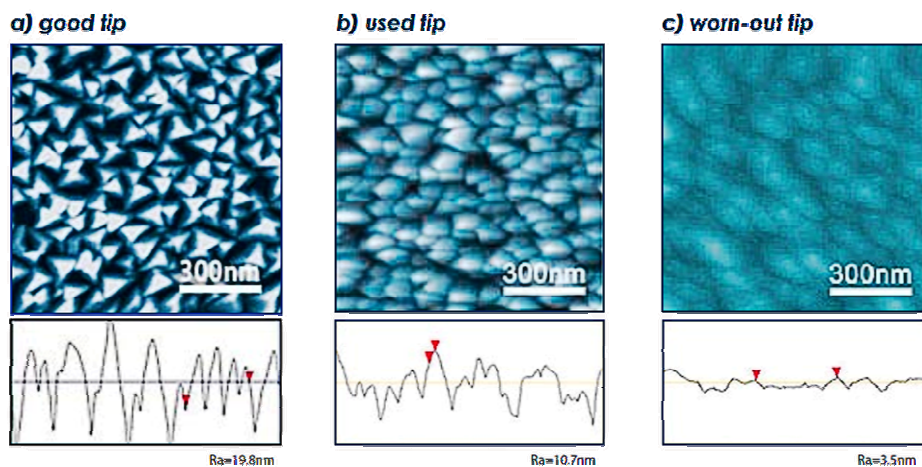 a) good tip
b) used tip
c) worn-out tip
300nm
300nm
300nm
Ra=19.8nm
Ra=10.7nm
Ra=3.5nm